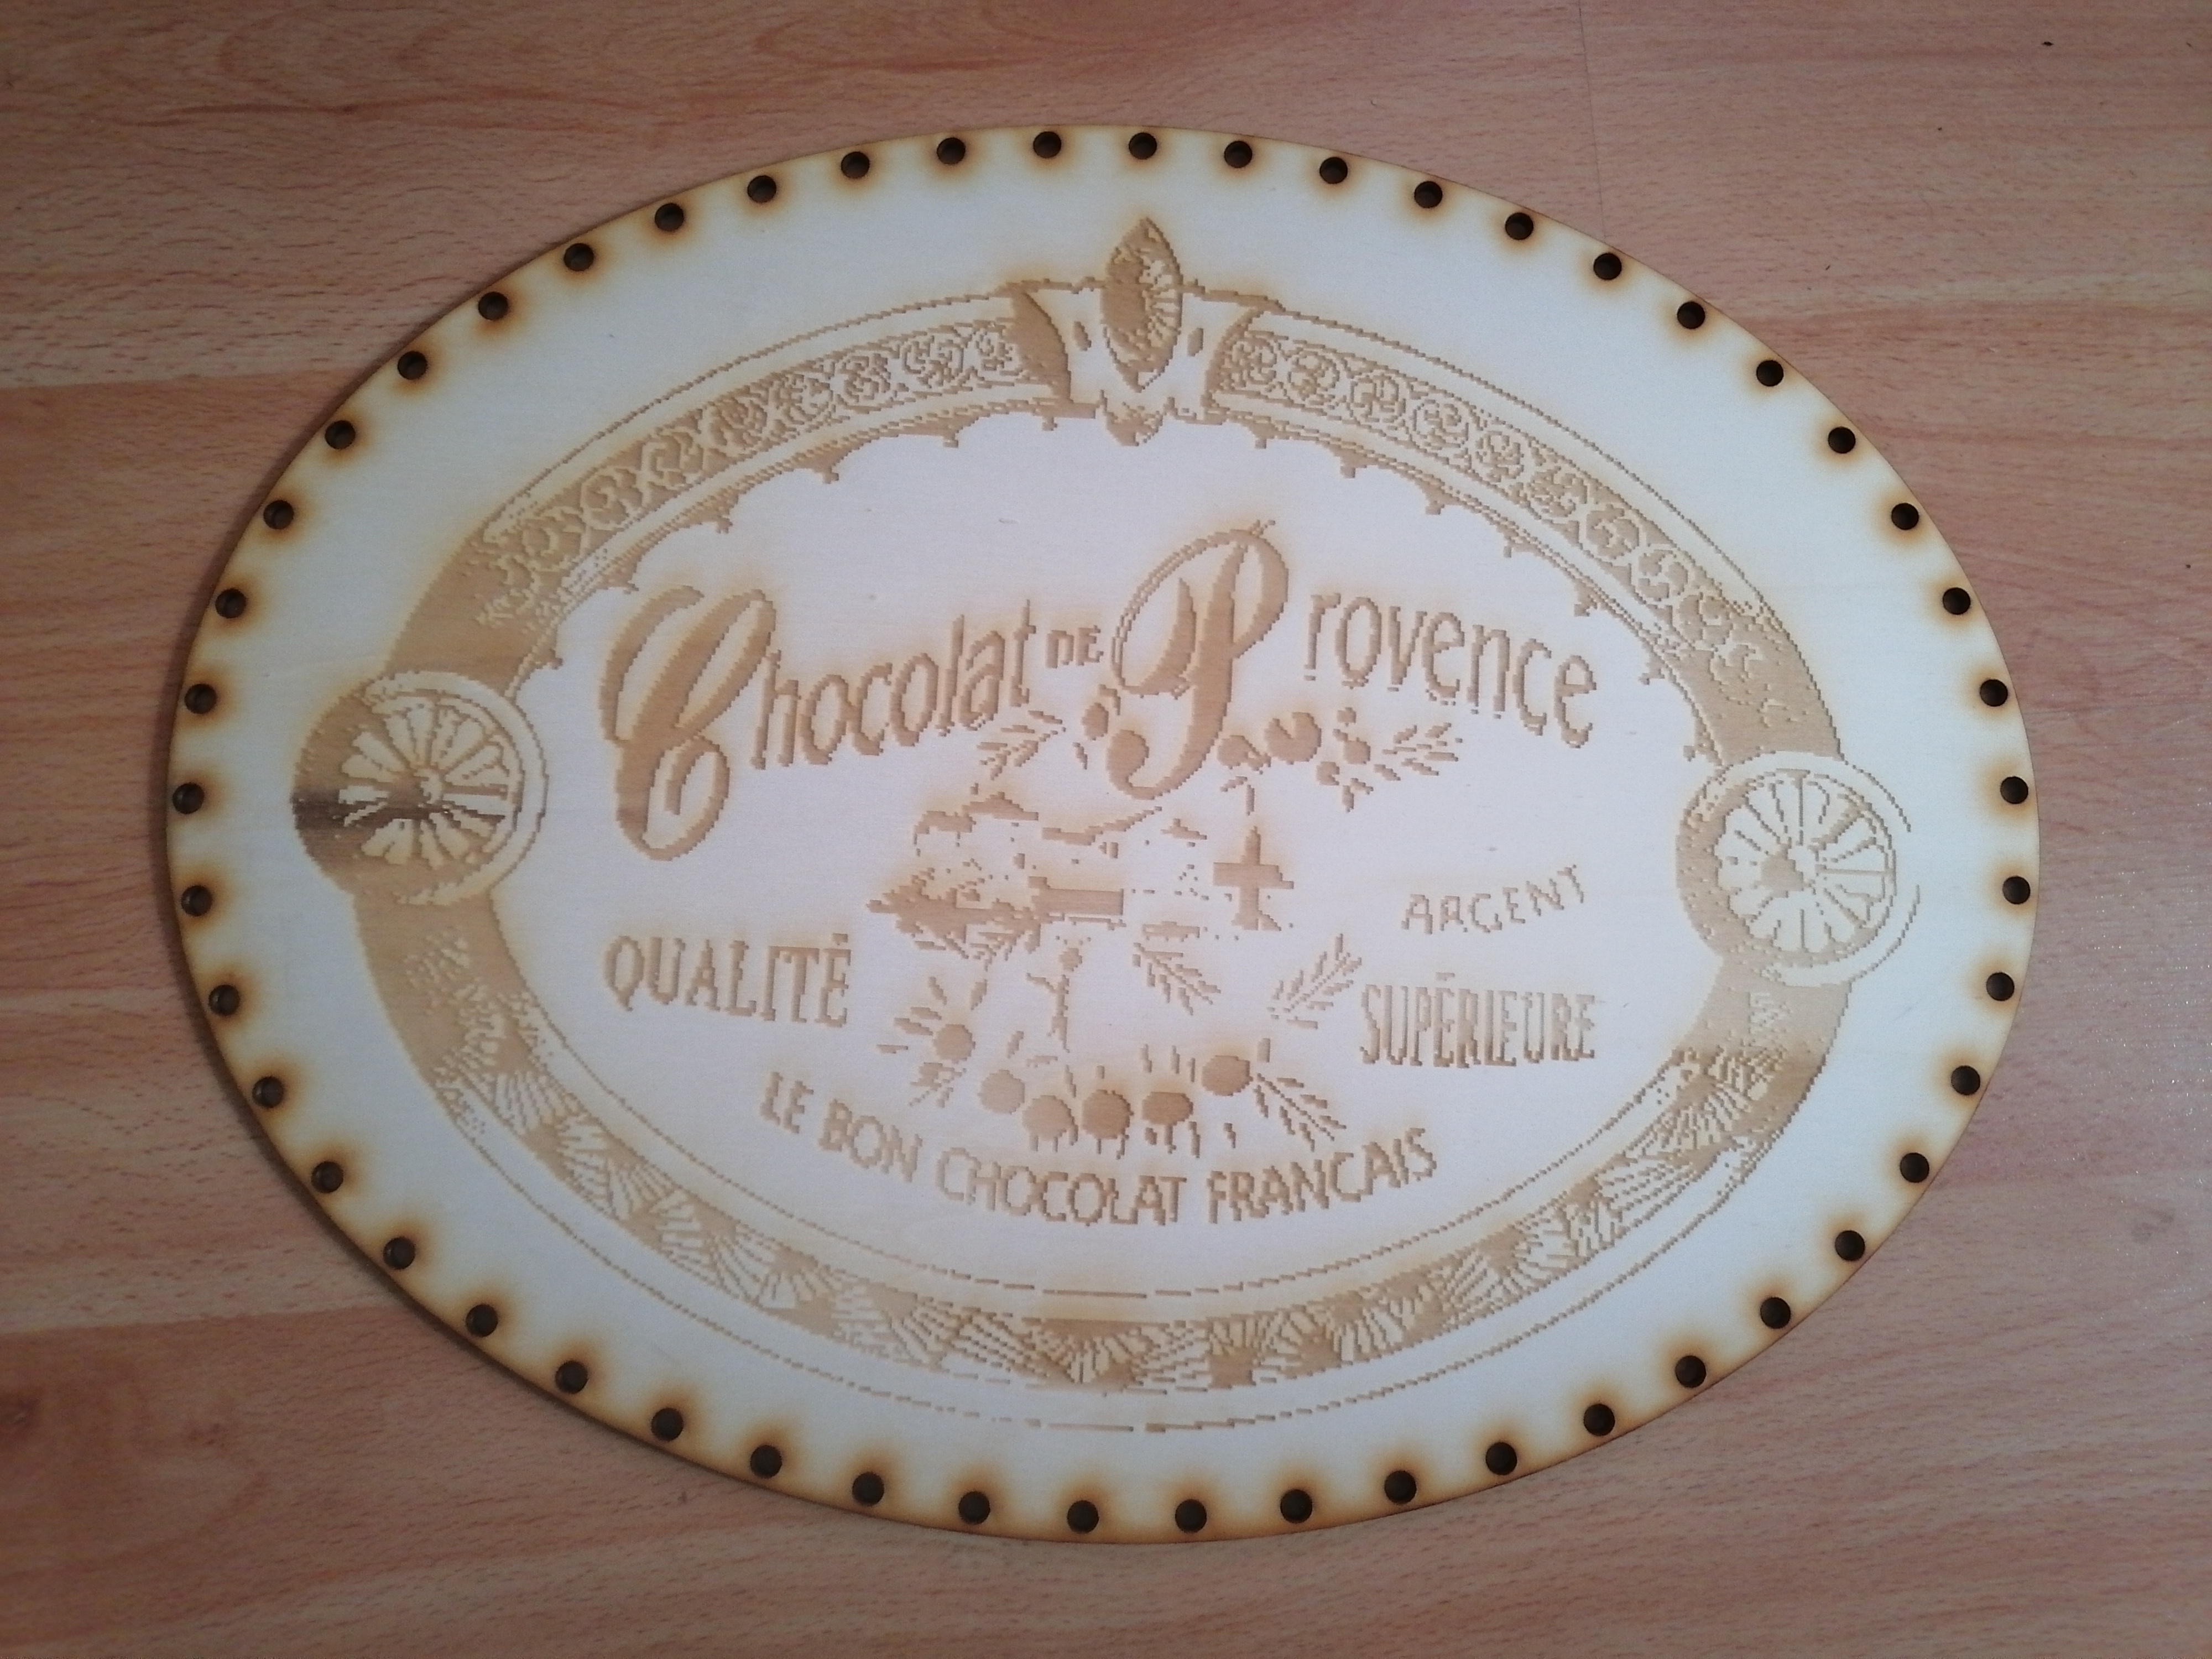 Chocolat DE Provence
ARGENT
QUALITÉ SUPÉRIEURE
LE BON CHOCOLAT FRANCAIS